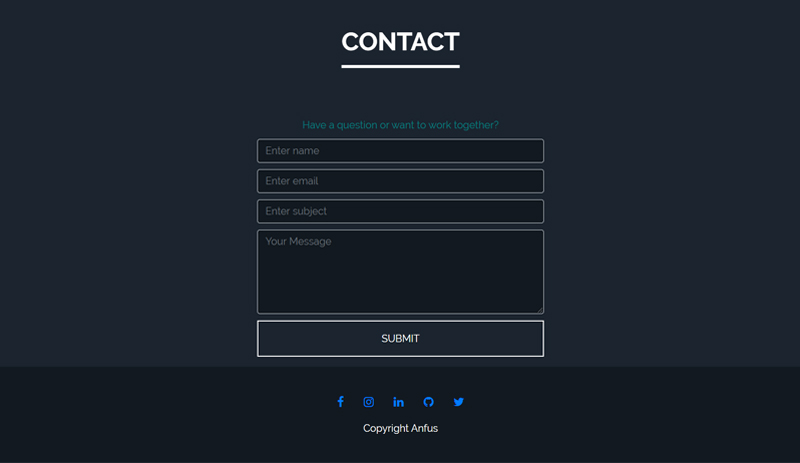 CONTACT
Have a question or want to work together?
Enter name
Enter email
Enter subject
Your Message
SUBMIT
Copyright Anfus